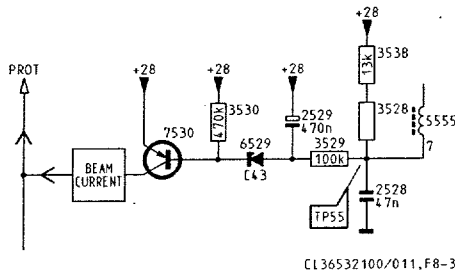 +28
PROT
3538
13k
+28
+28
+28
3530
470k
2529
470n
3528
5555
7530
6529
3529
100k
7
BEAM
CURRENT
C43
2528
47n
TP55
CL36532100/011,F8-3